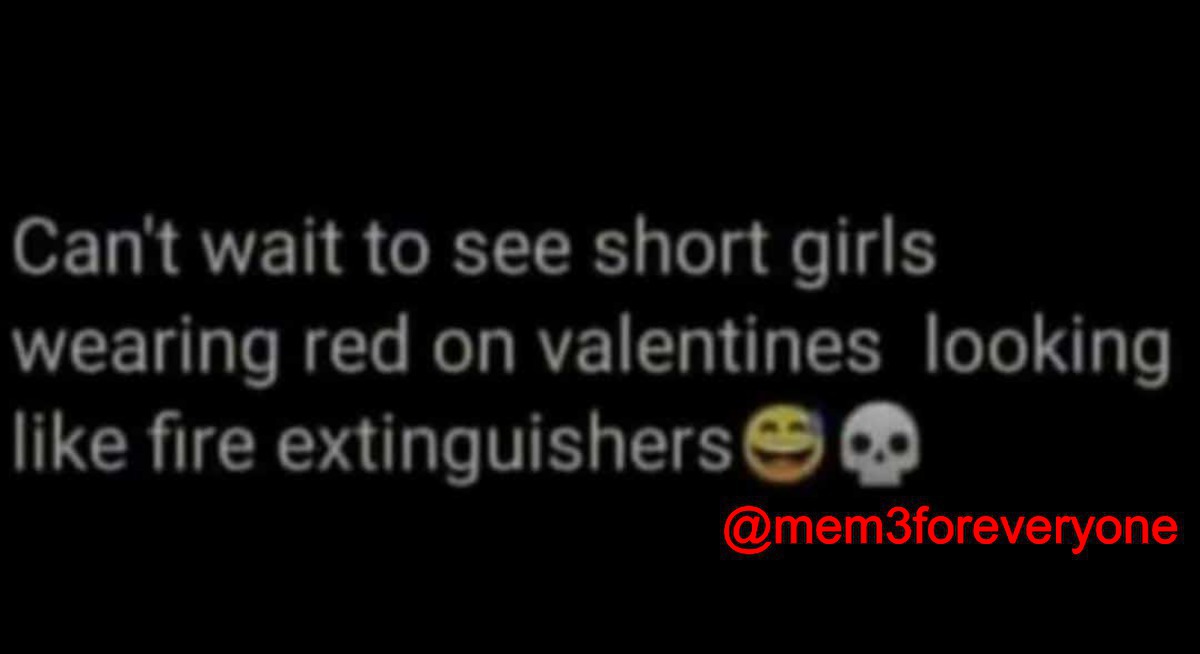 Can't wait to see short girls
wearing red on valentines  looking
like fire extinguishers😅💀
@mem3foreveryone